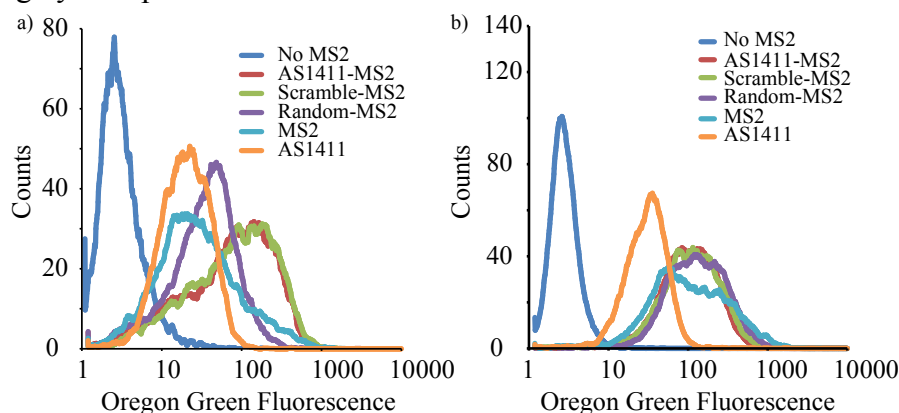 a)
80
60
40
20
0
Counts
No MS2
AS1411-MS2
Scramble-MS2
Random-MS2
MS2
AS1411
1 10 100 1000 10000
Oregon Green Fluorescence
b)
140
120
80
40
0
Counts
No MS2
AS1411-MS2
Scramble-MS2
Random-MS2
MS2
AS1411
1 10 100 1000 10000
Oregon Green Fluorescence